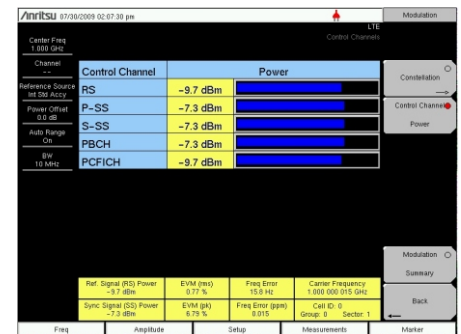 Anritsu 07/30/2009 02:07:30 pm
Modulation
LTE
Control Channels
Center Freq
1.000 GHz
Channel
--
Reference Source
Int Std Accy
Power Offset
0.0 dB
Auto Range
On
BW
10 MHz
Control Channel Power
RS -9.7 dBm
P-SS -7.3 dBm
S-SS -7.3 dBm
PBCH -7.3 dBm
PCFICH -9.7 dBm
Constellation
Control Channel
Power
Modulation
Summary
Back
Ref. Signal (RS) Power EVM (rms) Freq Error Carrier Frequency
-9.7 dBm 0.77 % 15.8 Hz 1.000 000 015 GHz
Sync Signal (SS) Power EVM (pk) Freq Error (ppm) Cell ID: 0
-7.3 dBm 6.79 % 0.015 Group: 0 Sector: 1
Freq Amplitude Setup Measurements Marker